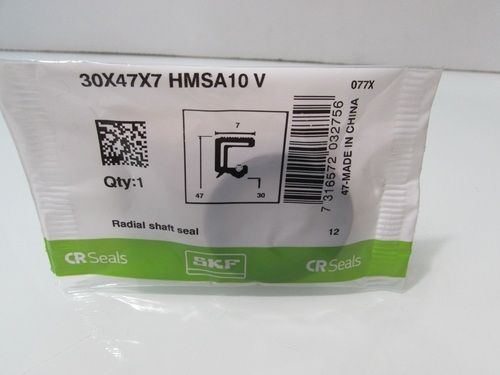 30X47X7 HMSA10 V
077X
7
47
30
Qty:1
7 316572 032756
47-MADE IN CHINA
Radial shaft seal
12
CR Seals
SKF
CR Seals